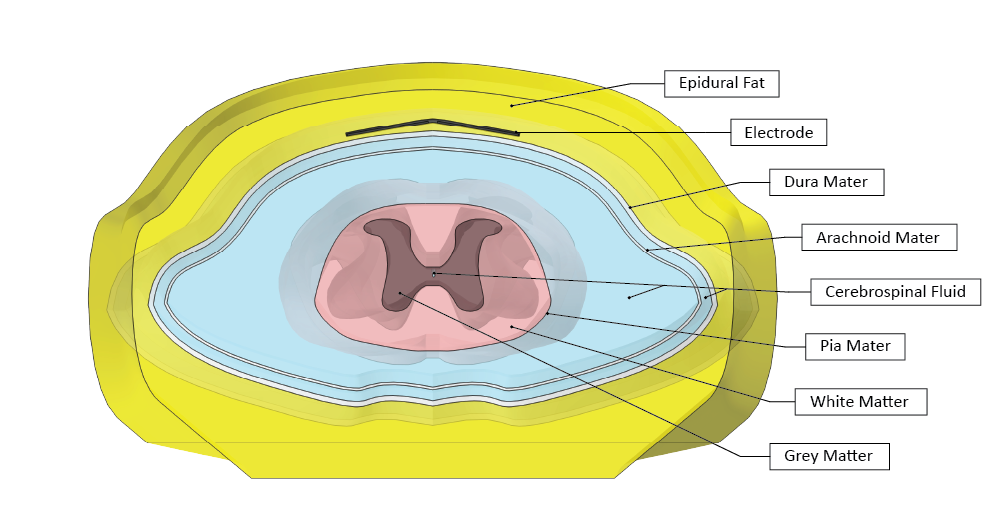 Epidural Fat
Electrode
Dura Mater
Arachnoid Mater
Cerebrospinal Fluid
Pia Mater
White Matter
Grey Matter